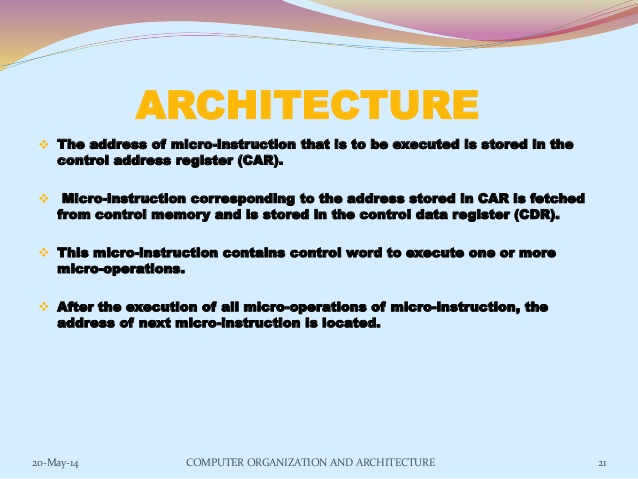 ARCHITECTURE
The address of micro-instruction that is to be executed is stored in the
control address register (CAR).
Micro-instruction corresponding to the address stored in CAR is fetched
from control memory and is stored in the control data register (CDR).
This micro-instruction contains control word to execute one or more
micro-operations.
After the execution of all micro-operations of micro-instruction, the
address of next micro-instruction is located.
20-May-14 COMPUTER ORGANIZATION AND ARCHITECTURE 21